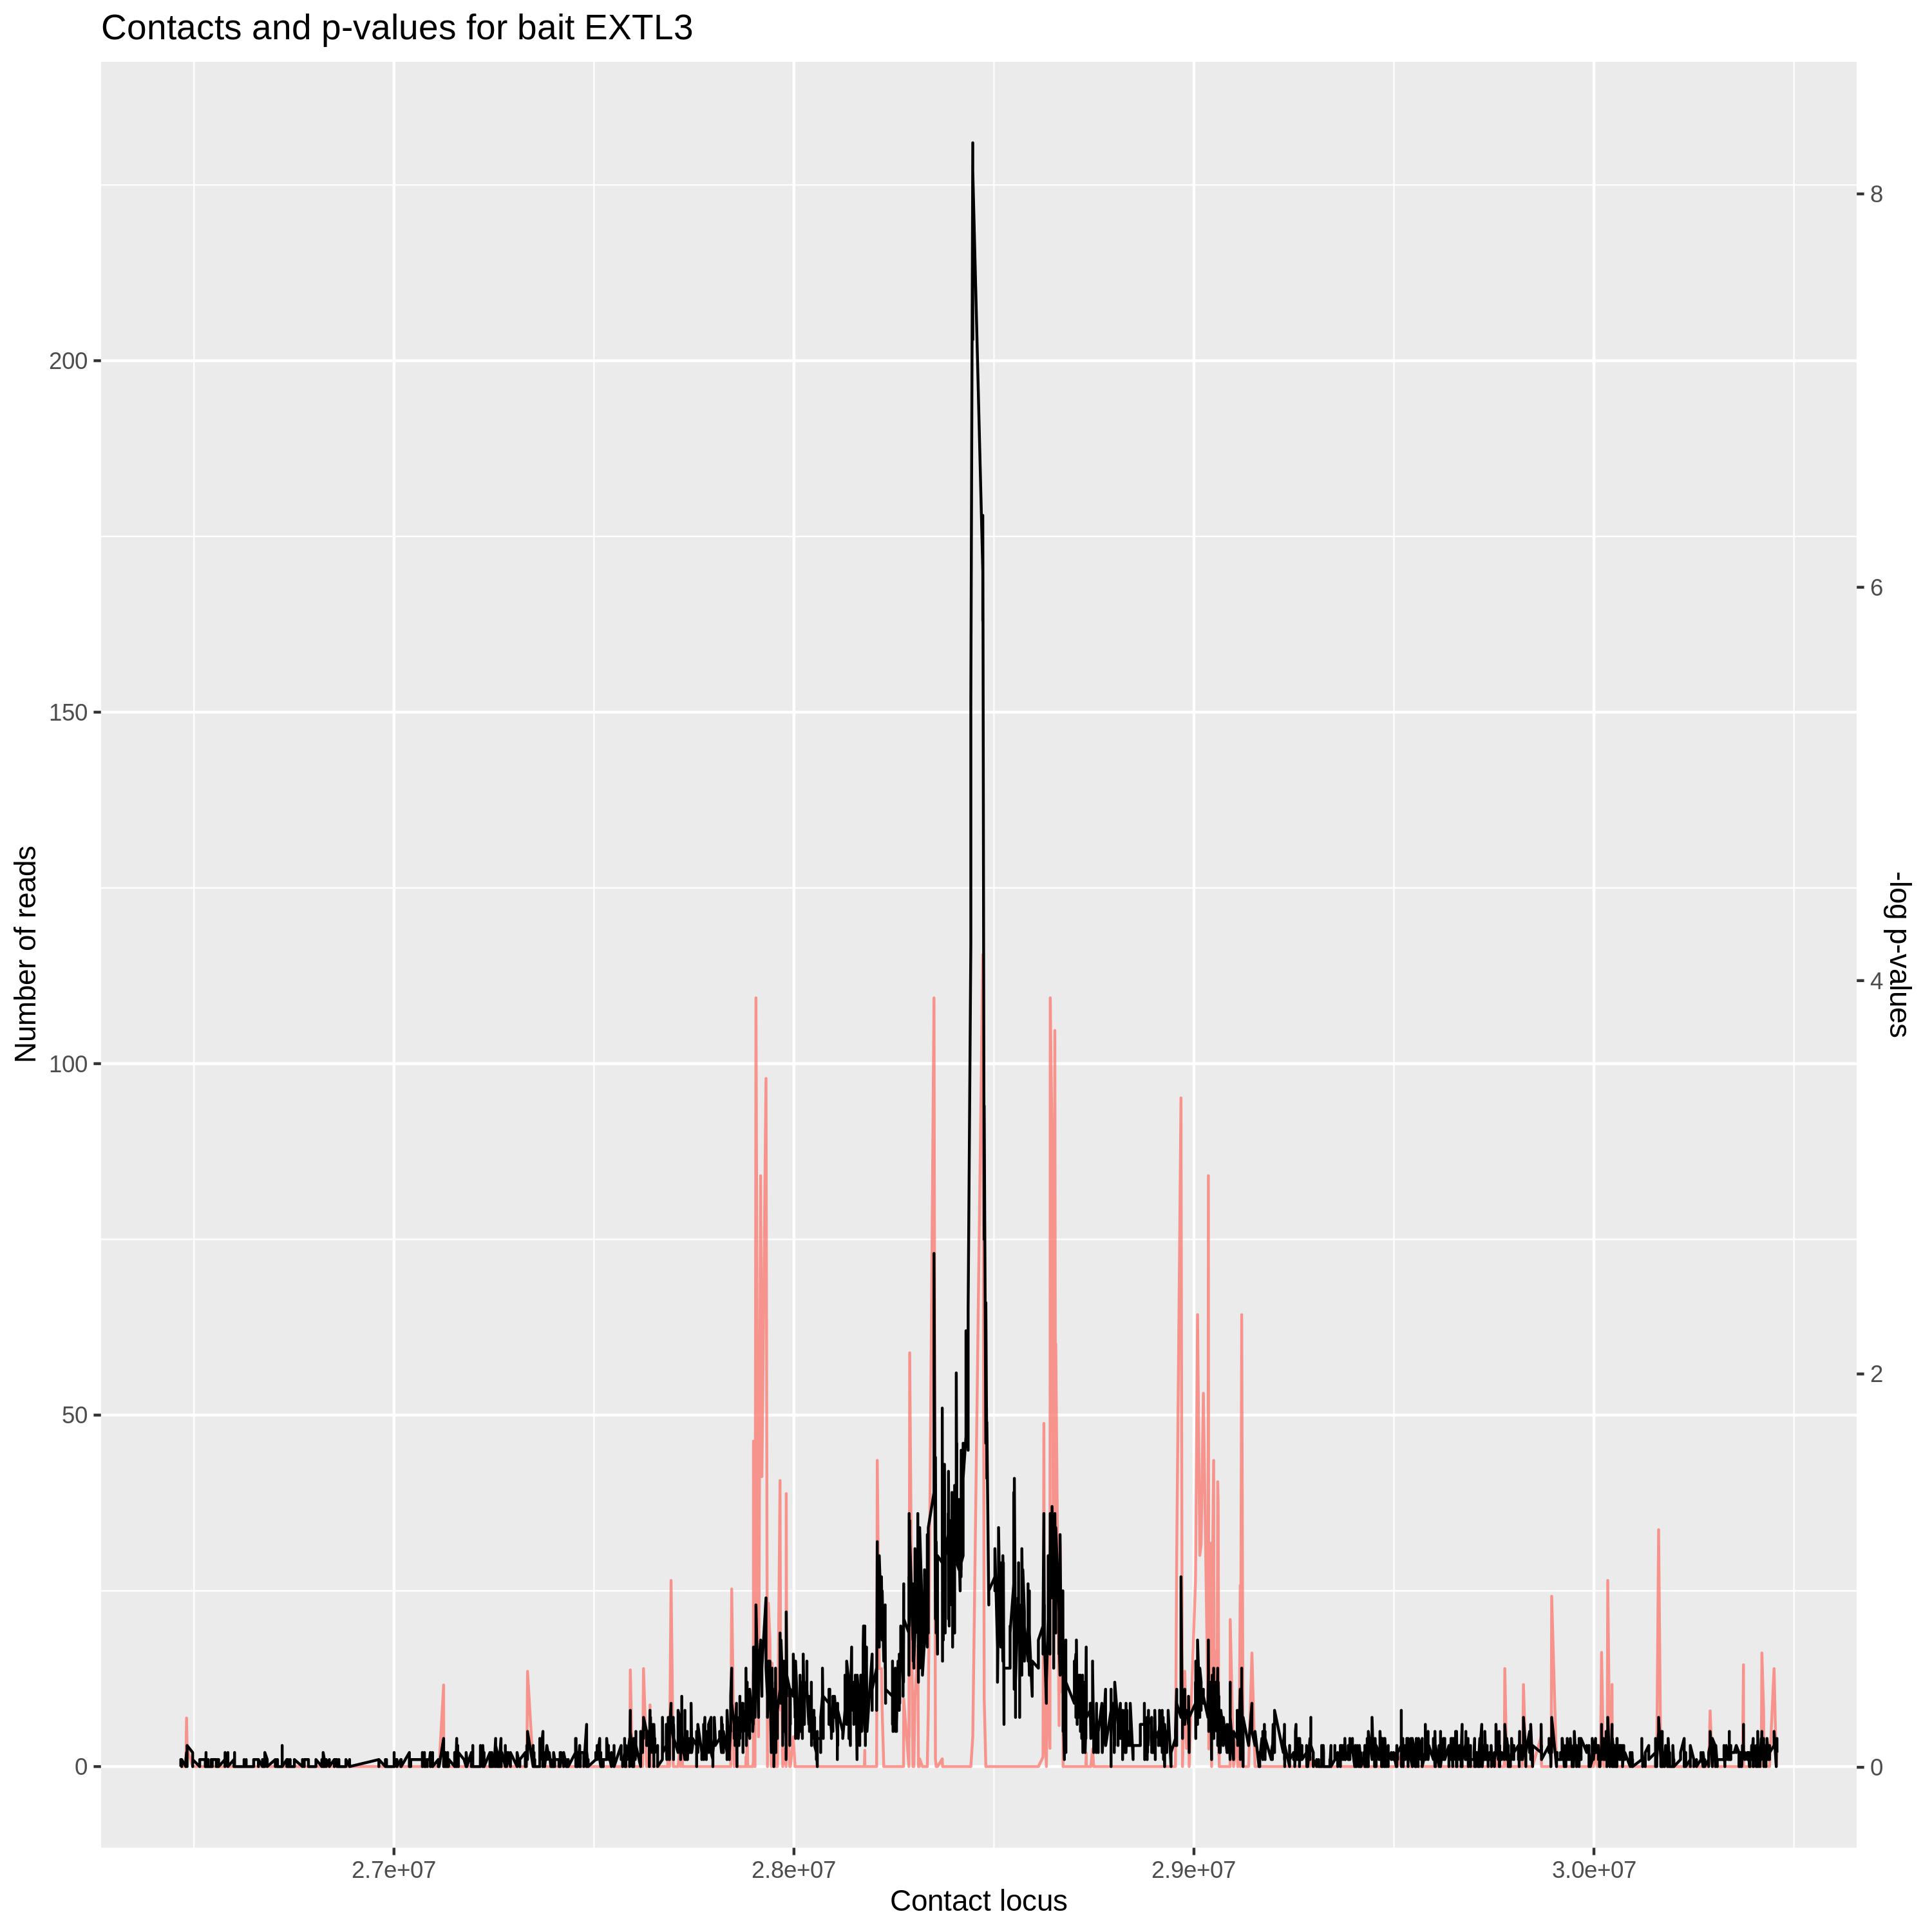 Contacts and p-values for bait EXTL3
Number of reads
200
150
100
50
0
8
6
4
2
0
-log p-values
2.7e+07
2.8e+07
2.9e+07
3.0e+07
Contact locus